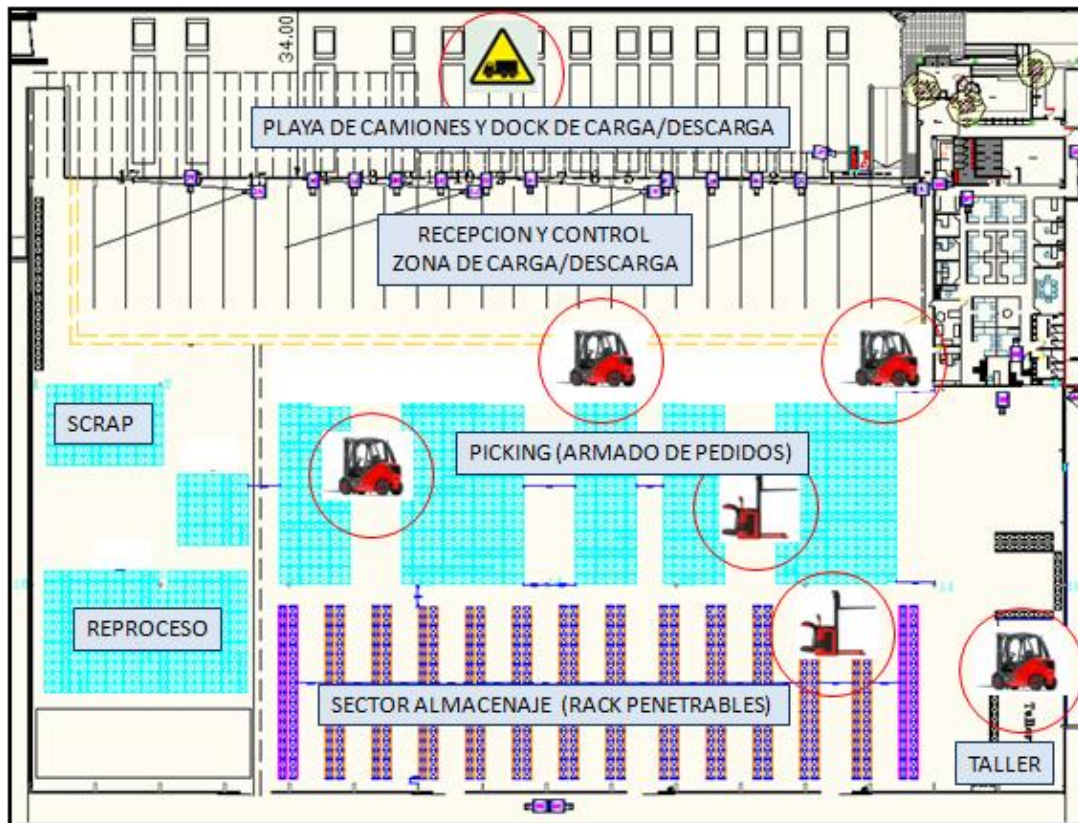 34.00
PLAYA DE CAMIONES Y DOCK DE CARGA/DESCARGA
RECEPCION Y CONTROL
ZONA DE CARGA/DESCARGA
SCRAP
PICKING (ARMADO DE PEDIDOS)
REPROCESO
SECTOR ALMACENAJE (RACK PENETRABLES)
Taller
TALLER